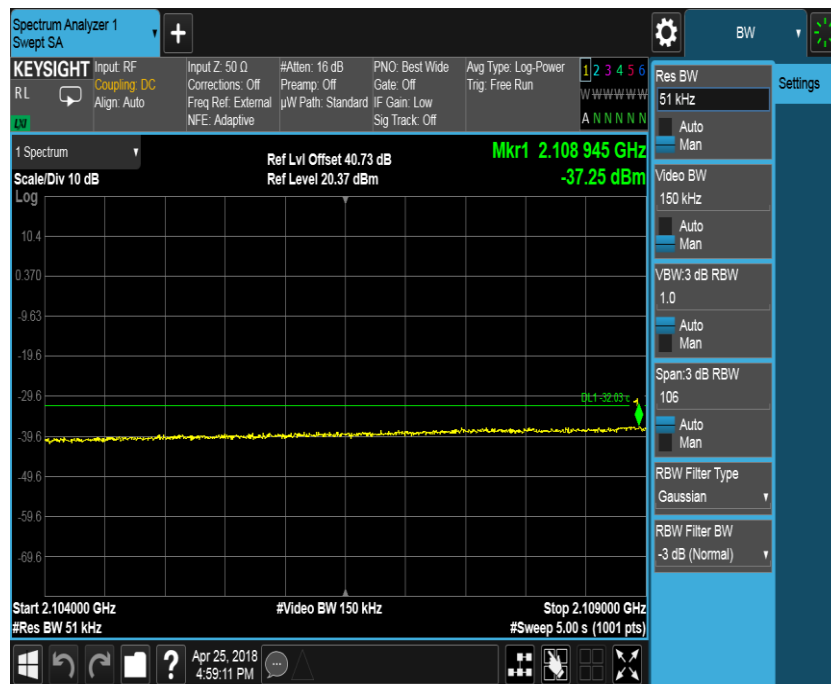 Spectrum Analyzer 1
Swept SA
BW
KEYSIGHT
RL
LXI
Input: RF
Coupling: DC
Align: Auto
Input Z: 50 Ω
Corrections: Off
Freq Ref: External
NFE: Adaptive
#Atten: 16 dB
Preamp: Off
µW Path: Standard
PNO: Best Wide
Gate: Off
IF Gain: Low
Sig Track: Off
Avg Type: Log-Power
Trig: Free Run
1 2 3 4 5 6
W W W W W W
A N N N N N
1 Spectrum
Scale/Div 10 dB
Log
Ref Lvl Offset 40.73 dB
Ref Level 20.37 dBm
Mkr1 2.108 945 GHz
-37.25 dBm
10.4
0.370
-9.63
-19.6
-29.6
DL1 -32.03
-39.6
-49.6
-59.6
-69.6
Start 2.104000 GHz
#Video BW 150 kHz
Stop 2.109000 GHz
#Res BW 51 kHz
#Sweep 5.00 s (1001 pts)
Res BW
51 kHz
Auto
Man
Video BW
150 kHz
Auto
Man
VBW:3 dB RBW
1.0
Auto
Man
Span:3 dB RBW
106
Auto
Man
RBW Filter Type
Gaussian
RBW Filter BW
-3 dB (Normal)
Settings
?
Apr 25, 2018
4:59:11 PM